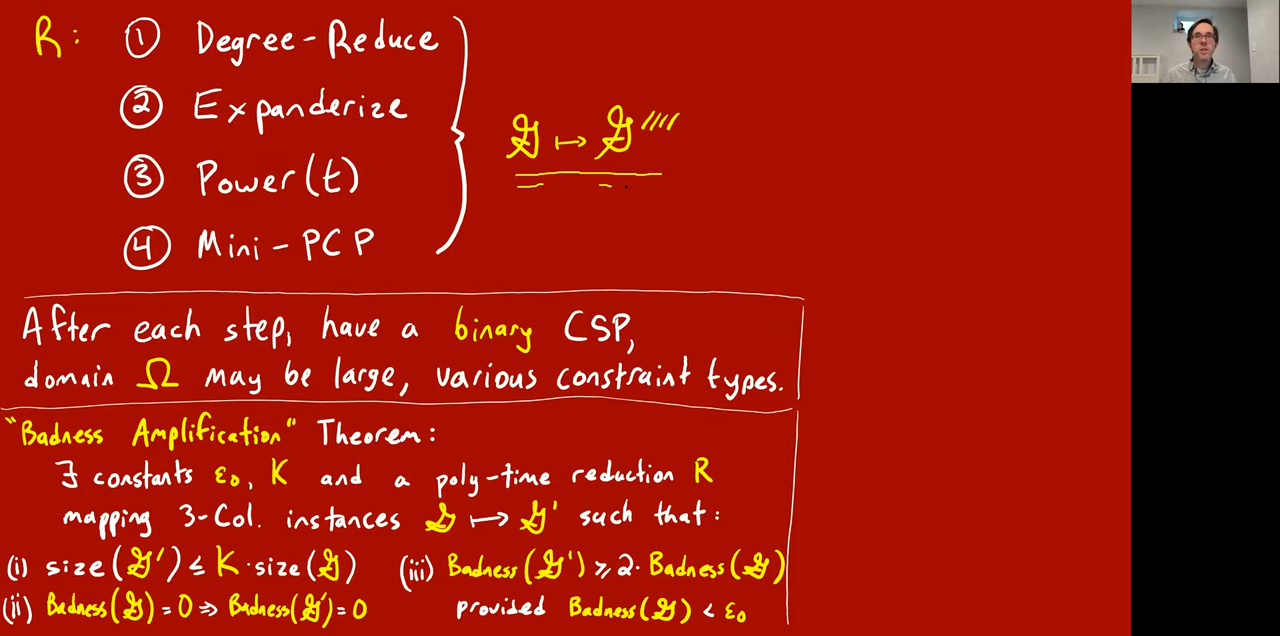 R: ① Degree-Reduce
② Expanderize
𝒢 ↦ 𝒢''''
③ Power(t)
④ Mini-PCP
After each step, have a binary CSP,
domain Ω may be large, various constraint types.
"Badness Amplification" Theorem:
∃ constants ε₀, K and a poly-time reduction R
mapping 3-Col. instances 𝒢 ↦ 𝒢' such that:
(i) size(𝒢') ≤ K·size(𝒢)
(ii) Badness(𝒢)=0 ⇒ Badness(𝒢')=0
(iii) Badness(𝒢') ≥ 2·Badness(𝒢)
provided Badness(𝒢) < ε₀